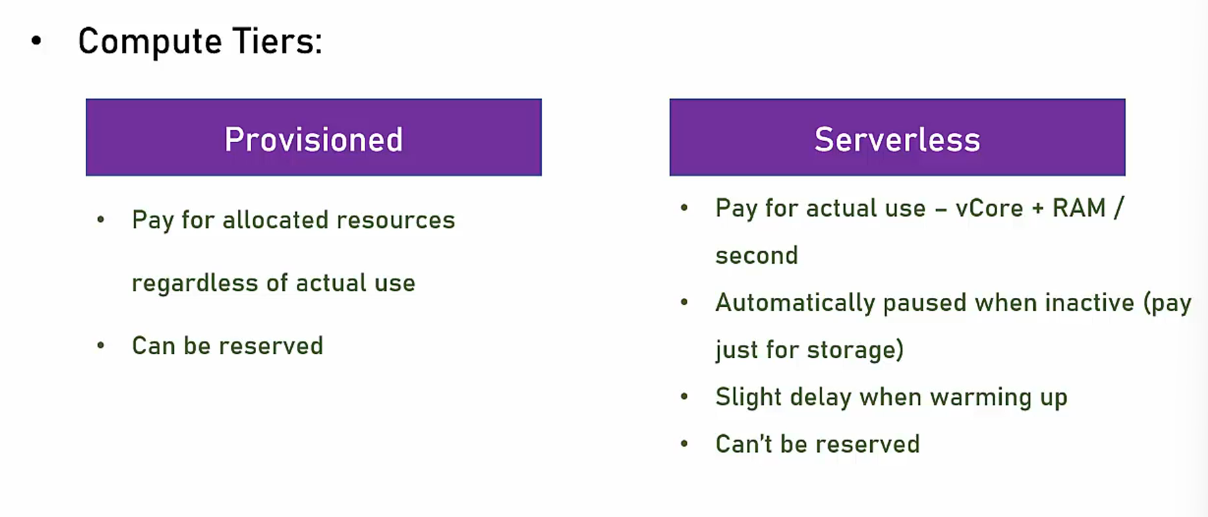 • Compute Tiers:
Provisioned
• Pay for allocated resources
regardless of actual use
• Can be reserved
Serverless
• Pay for actual use – vCore + RAM /
second
• Automatically paused when inactive (pay
just for storage)
• Slight delay when warming up
• Can't be reserved